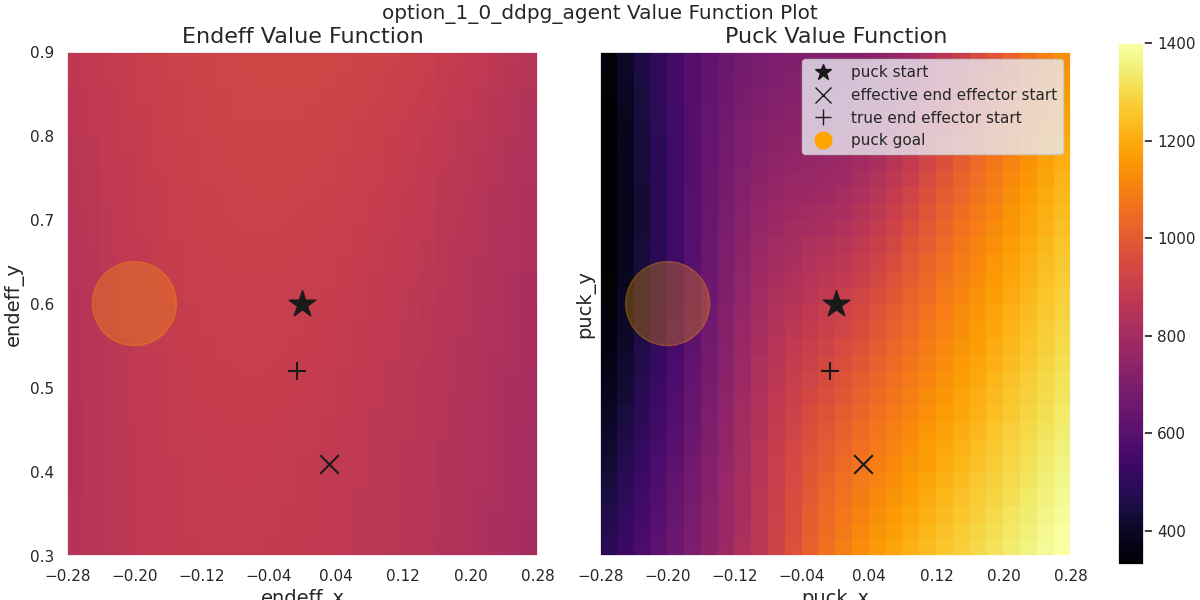 option_1_0_ddpg_agent Value Function Plot
Endeff Value Function
Puck Value Function
puck start
effective end effector start
true end effector start
puck goal
0.9
0.8
0.7
0.6
0.5
0.4
0.3
endeff_y
−0.28 −0.20 −0.12 −0.04 0.04 0.12 0.20 0.28
endeff_x
puck_y
−0.28 −0.20 −0.12 −0.04 0.04 0.12 0.20 0.28
puck_x
1400
1200
1000
800
600
400